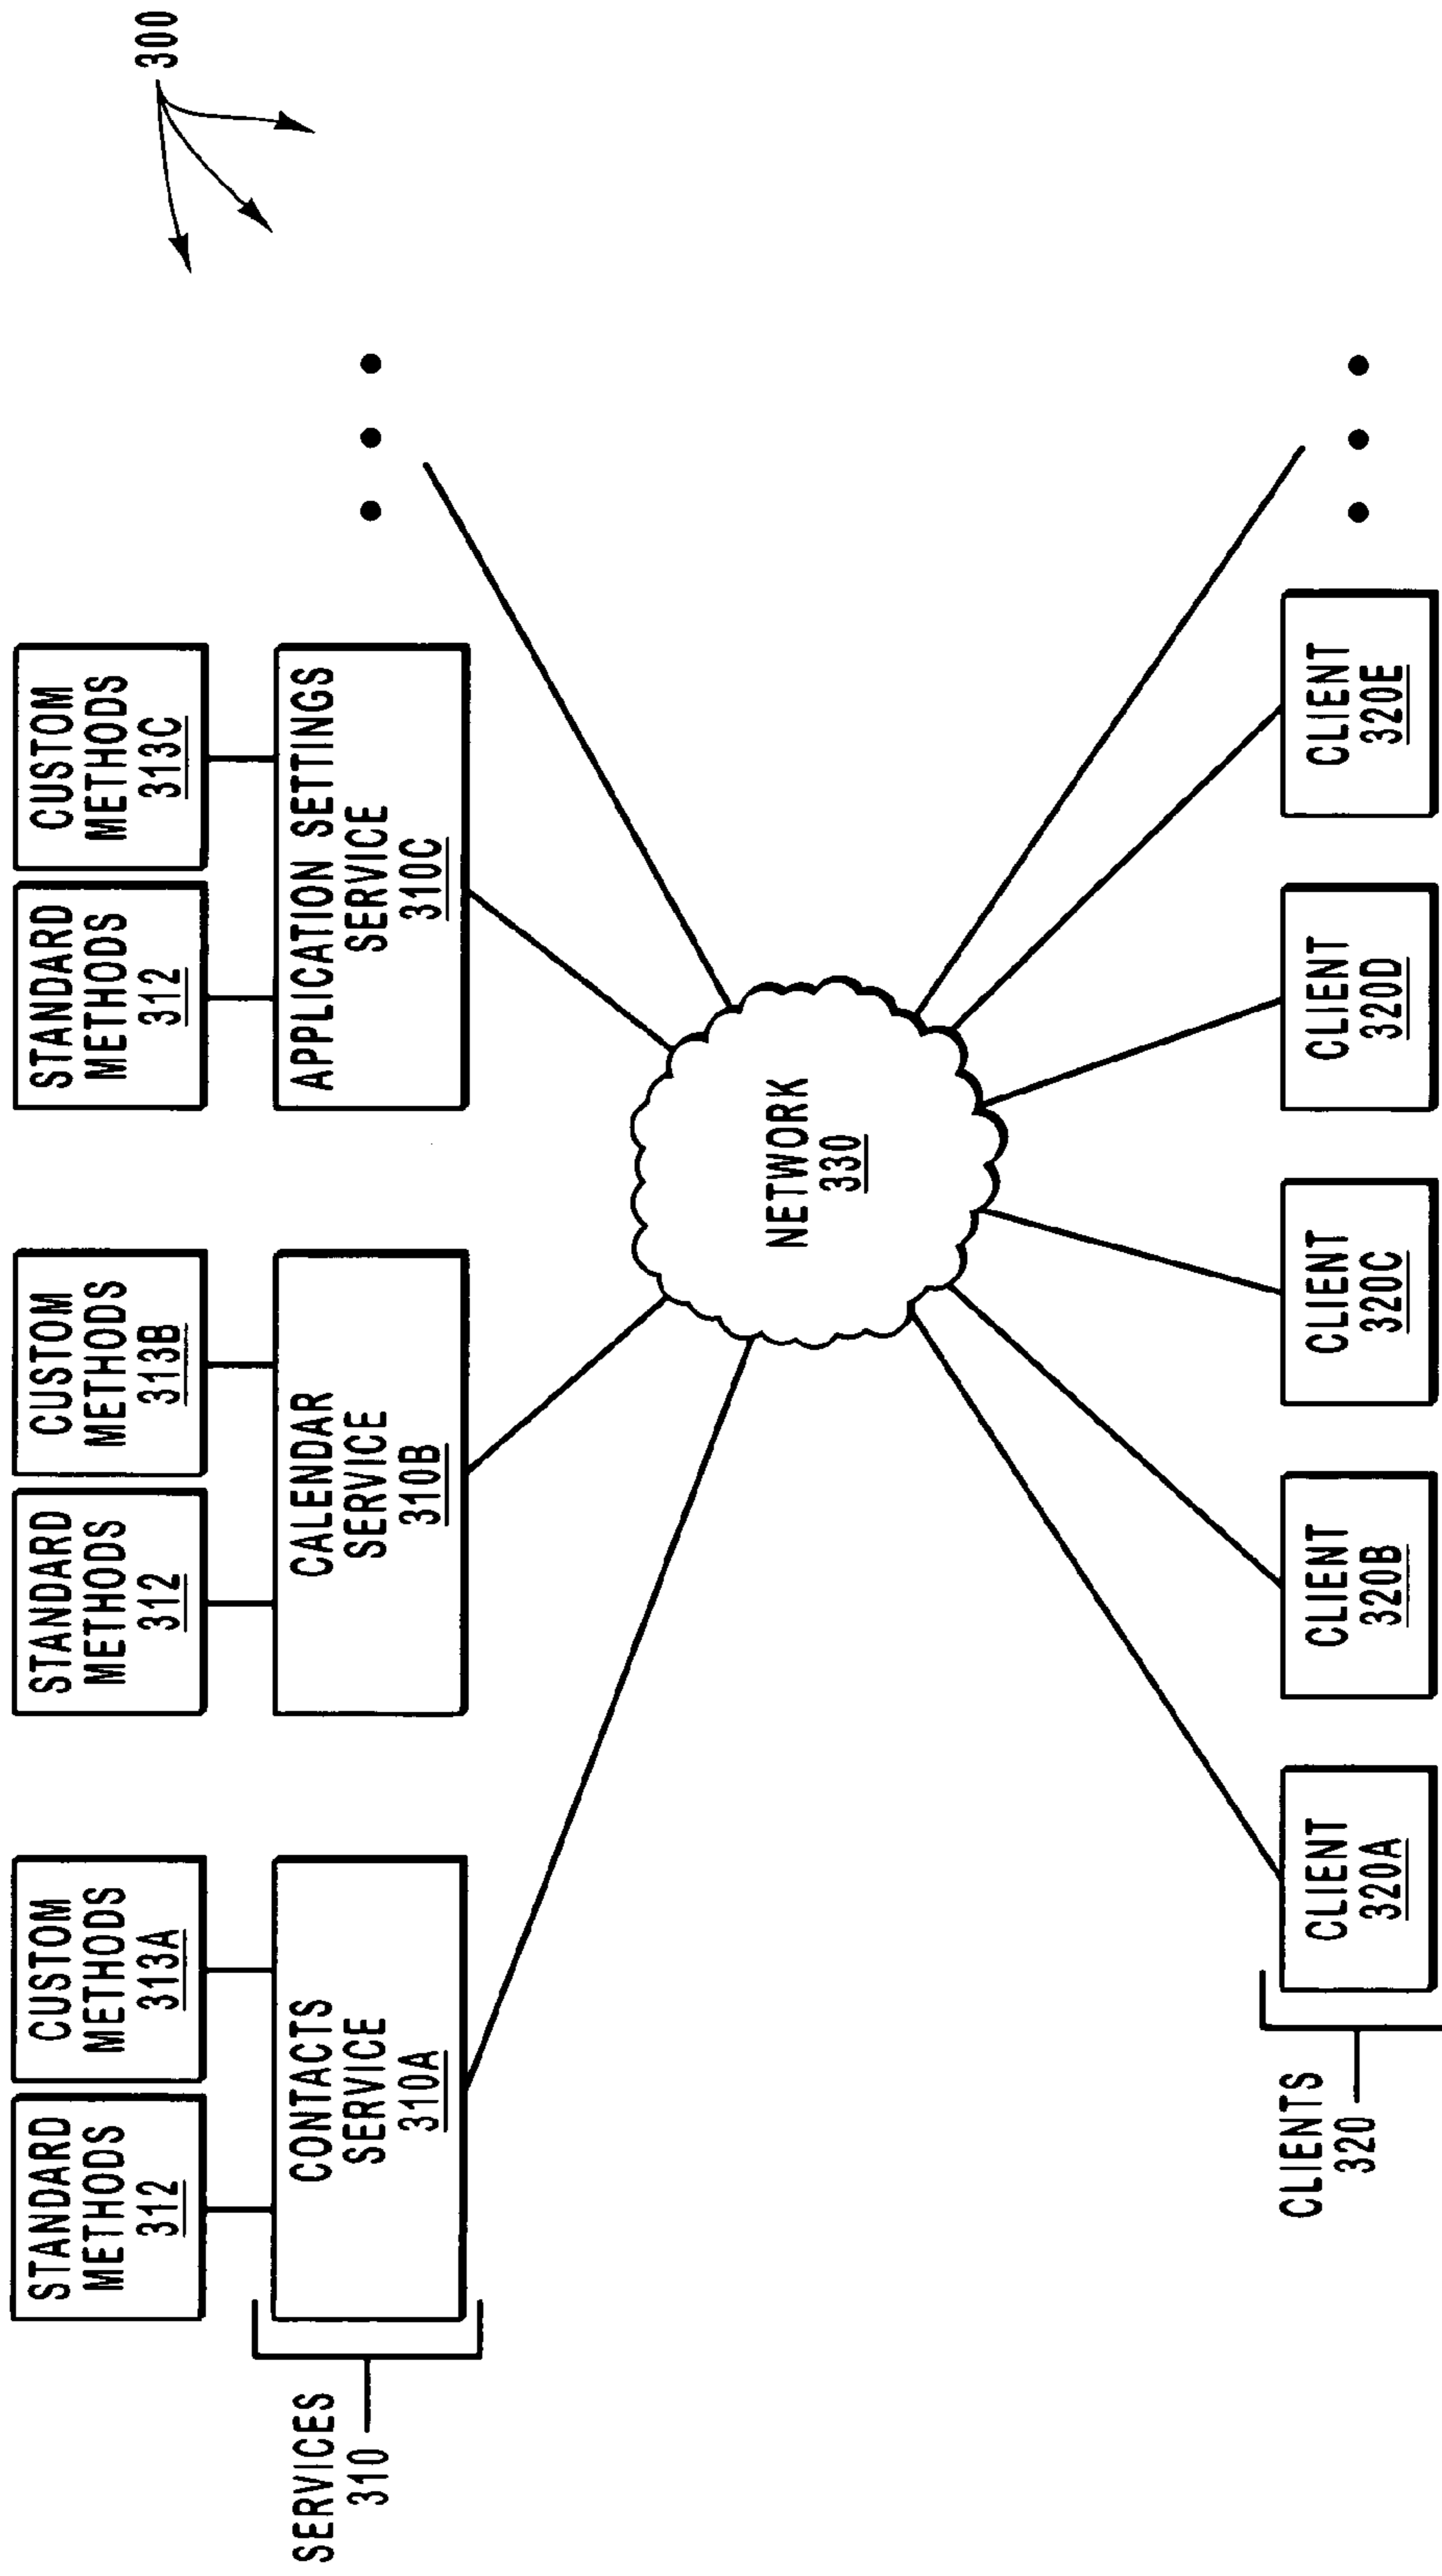 300
STANDARD
METHODS
312
CUSTOM
METHODS
313A
STANDARD
METHODS
312
CUSTOM
METHODS
313B
STANDARD
METHODS
312
CUSTOM
METHODS
313C
SERVICES
310
CONTACTS
SERVICE
310A
CALENDAR
SERVICE
310B
APPLICATION SETTINGS
SERVICE
310C
NETWORK
330
CLIENTS
320
CLIENT
320A
CLIENT
320B
CLIENT
320C
CLIENT
320D
CLIENT
320E